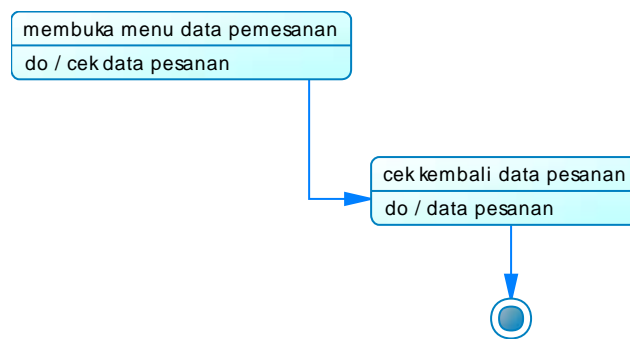 membuka menu data pemesanan
do / cek data pesanan
cek kembali data pesanan
do / data pesanan